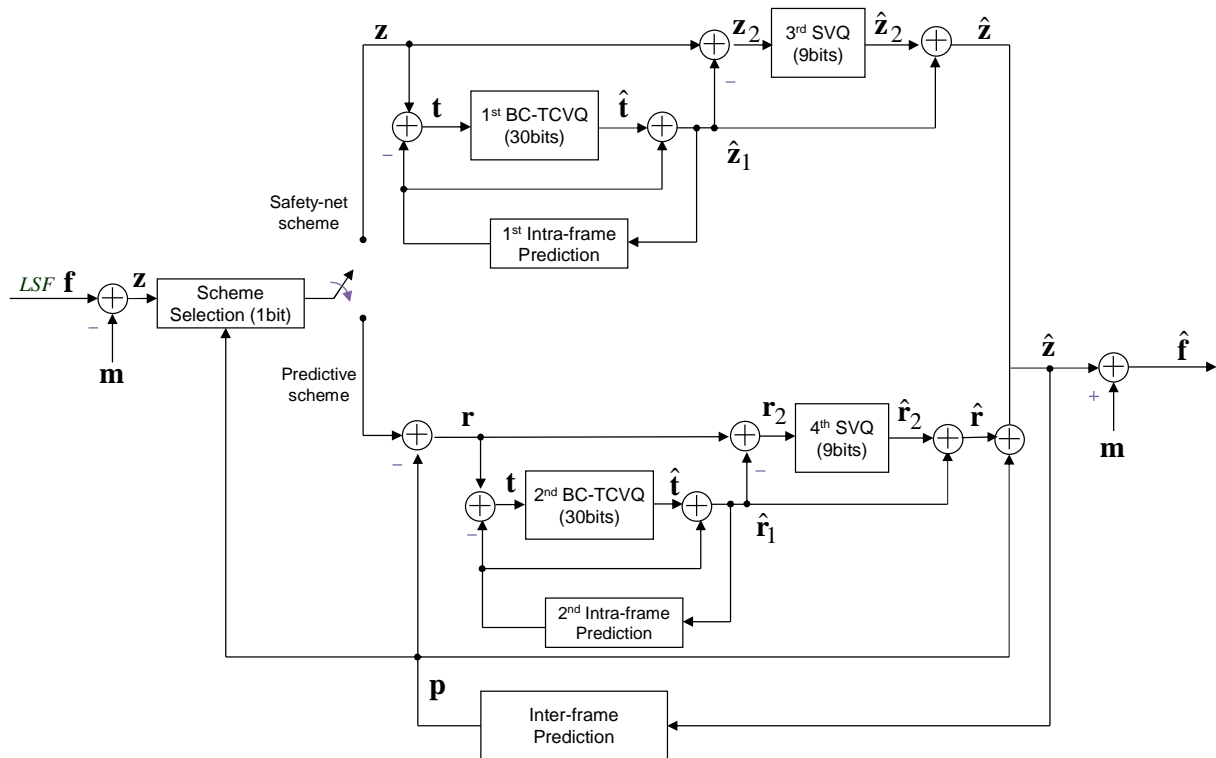 z
z₂
3rd SVQ
(9bits)
ẑ₂
ẑ
t
1st BC-TCVQ
(30bits)
t̂
ẑ₁
Safety-net
scheme
1st Intra-frame
Prediction
LSF f
z
Scheme
Selection (1bit)
m
Predictive
scheme
ẑ
f̂
m
r
r₂
4th SVQ
(9bits)
r̂₂
r̂
t
2nd BC-TCVQ
(30bits)
t̂
r̂₁
2nd Intra-frame
Prediction
p
Inter-frame
Prediction